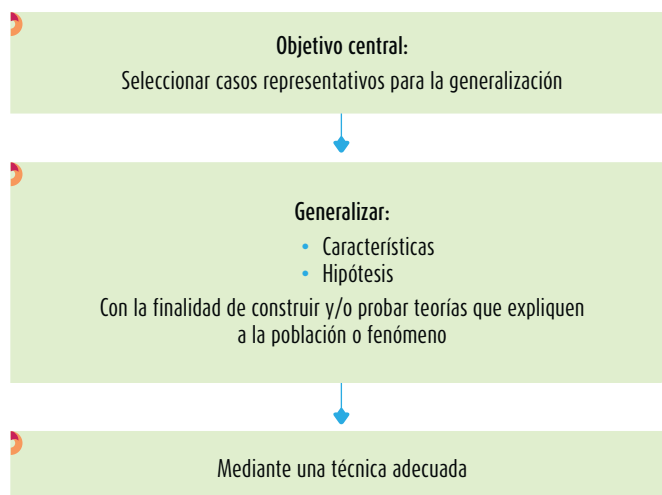 Objetivo central:
Seleccionar casos representativos para la generalización
Generalizar:
• Características
• Hipótesis
Con la finalidad de construir y/o probar teorías que expliquen
a la población o fenómeno
Mediante una técnica adecuada